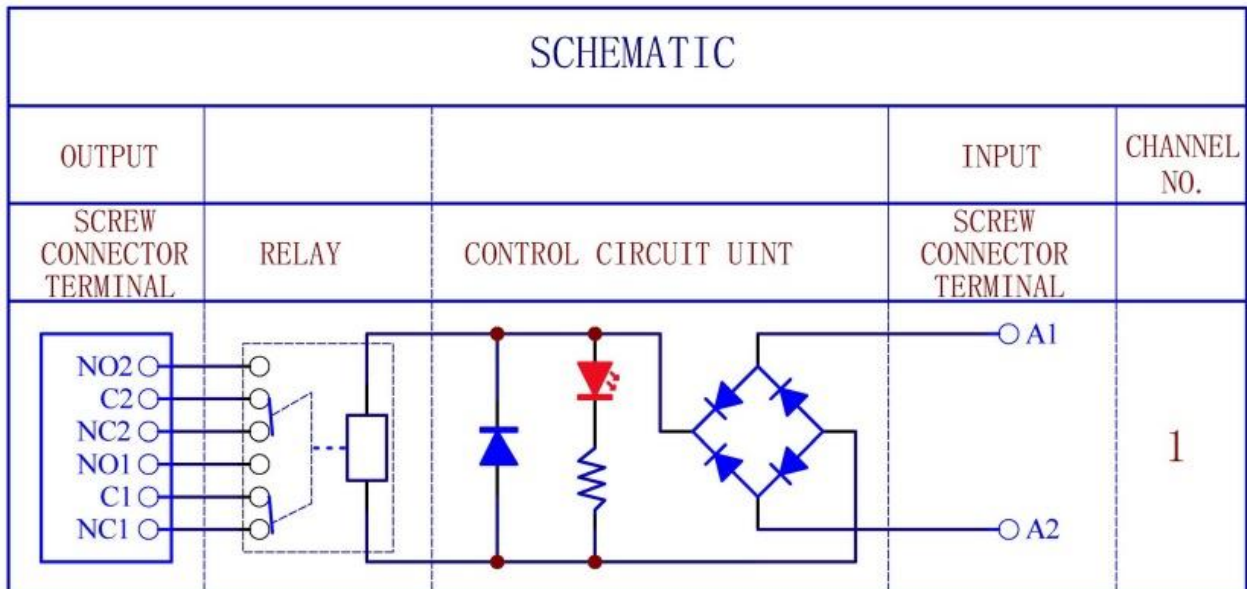 SCHEMATIC
OUTPUT
INPUT
CHANNEL
NO.
SCREW
CONNECTOR
TERMINAL
RELAY
CONTROL CIRCUIT UINT
SCREW
CONNECTOR
TERMINAL
NO2
C2
NC2
NO1
C1
NC1
A1
A2
1